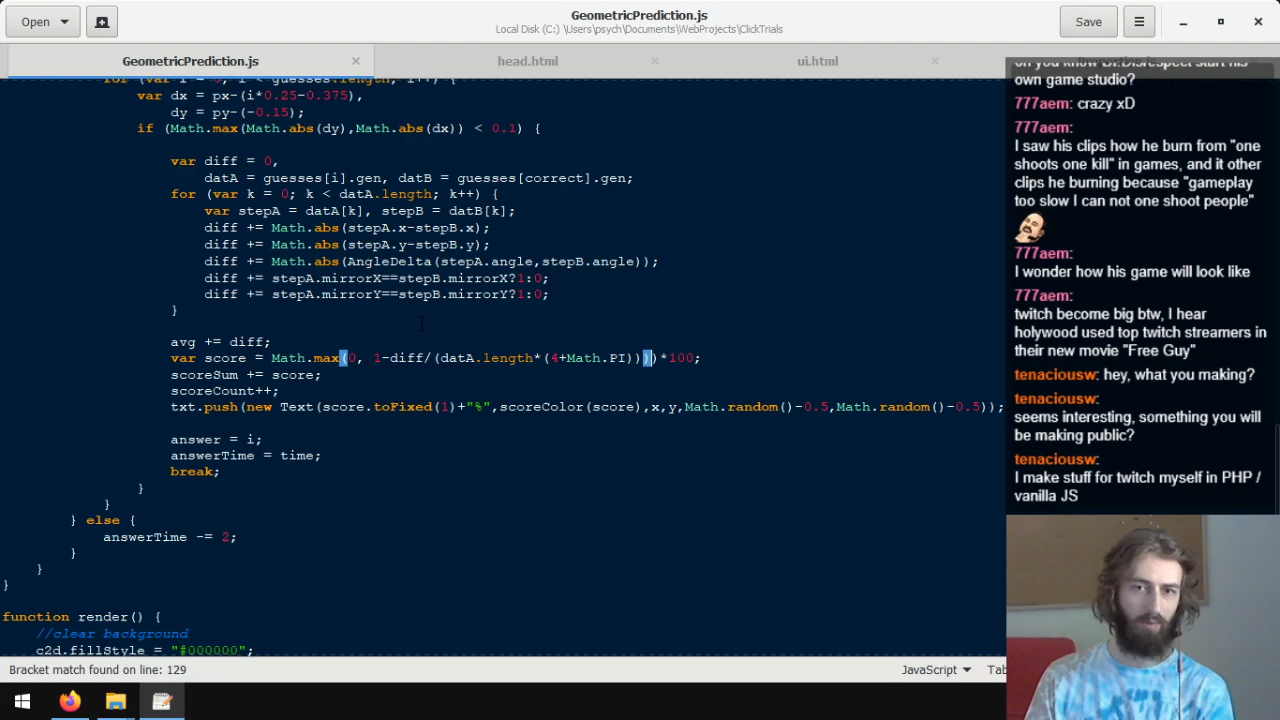 Open
GeometricPrediction.js
Local Disk (C:) \Users\psych\Documents\WebProjects\ClickTrials
Save
GeometricPrediction.js
head.html
ui.html
var dx = px-(i*0.25-0.375),
dy = py-(-0.15);
if (Math.max(Math.abs(dy),Math.abs(dx)) < 0.1) {
var diff = 0,
datA = guesses[i].gen, datB = guesses[correct].gen;
for (var k = 0; k < datA.length; k++) {
var stepA = datA[k], stepB = datB[k];
diff += Math.abs(stepA.x-stepB.x);
diff += Math.abs(stepA.y-stepB.y);
diff += Math.abs(AngleDelta(stepA.angle,stepB.angle));
diff += stepA.mirrorX==stepB.mirrorX?1:0;
diff += stepA.mirrorY==stepB.mirrorY?1:0;
}
avg += diff;
var score = Math.max(0, 1-diff/(datA.length*(4+Math.PI)))*100;
scoreSum += score;
scoreCount++;
txt.push(new Text(score.toFixed(1)+"%",scoreColor(score),x,y,Math.random()-0.5,Math.random()-0.5));
answer = i;
answerTime = time;
break;
}
}
} else {
answerTime -= 2;
}
}
}
function render() {
//clear background
c2d.fillStyle = "#000000";
Bracket match found on line: 129
JavaScript
Tab
own game studio?
777aem: crazy xD
777aem:
I saw his clips how he burn from "one
shoots one kill" in games, and it other
clips he burning because "gameplay
too slow I can not one shoot people"
777aem:
I wonder how his game will look like
777aem:
twitch become big btw, I hear
holywood used top twitch streamers in
their new movie "Free Guy"
tenaciousw: hey, what you making?
tenaciousw:
seems interesting, something you will
be making public?
tenaciousw:
I make stuff for twitch myself in PHP /
vanilla JS